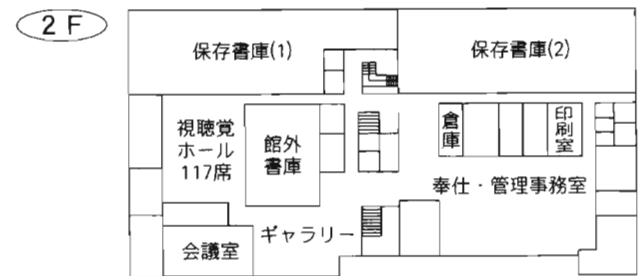 2F
保存書庫(1)
保存書庫(2)
視聴覚
ホール
117席
館外
書庫
倉庫
印刷室
奉仕・管理事務室
ギャラリー
会議室